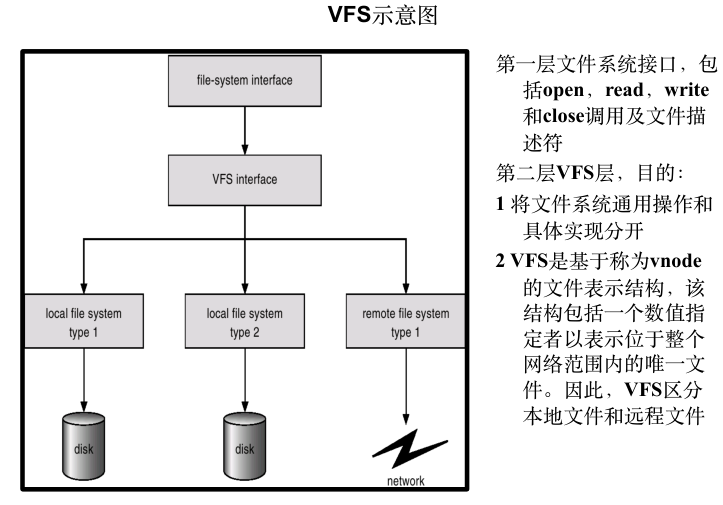 VFS示意图
file-system interface
VFS interface
local file system
type 1
local file system
type 2
remote file system
type 1
disk
disk
network
第一层文件系统接口，包
括open，read，write
和close调用及文件描
述符
第二层VFS层，目的：
1 将文件系统通用操作和
具体实现分开
2 VFS是基于称为vnode
的文件表示结构，该
结构包括一个数值指
定者以表示位于整个
网络范围内的唯一文
件。因此，VFS区分
本地文件和远程文件